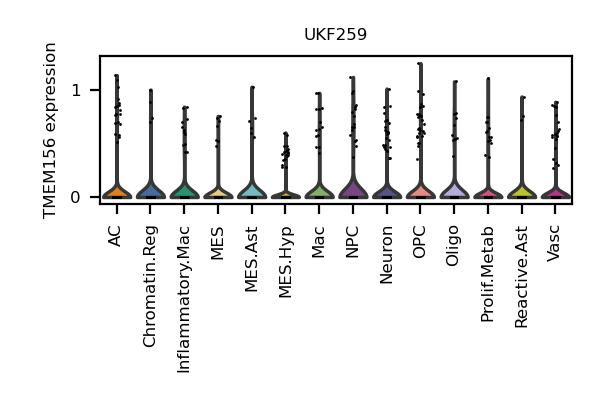 UKF259
TMEM156 expression
1
0
AC
Chromatin.Reg
Inflammatory.Mac
MES
MES.Ast
MES.Hyp
Mac
NPC
Neuron
OPC
Oligo
Prolif.Metab
Reactive.Ast
Vasc